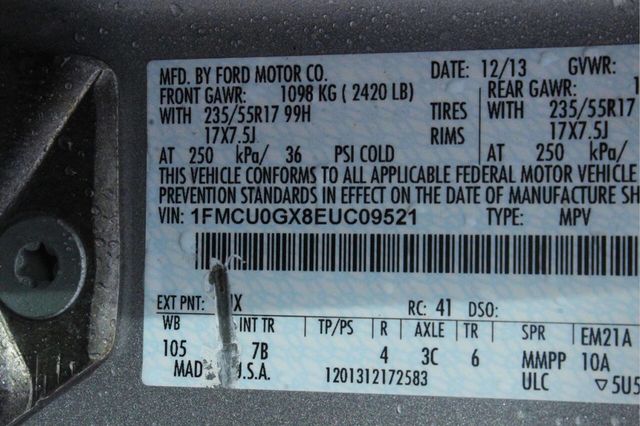 MFD. BY FORD MOTOR CO. DATE: 12/13 GVWR:
FRONT GAWR: 1098 KG ( 2420 LB) REAR GAWR: 1
WITH 235/55R17 99H TIRES WITH 235/55R17
17X7.5J RIMS 17X7.5J
AT 250 kPa/ 36 PSI COLD AT 250 kPa/
THIS VEHICLE CONFORMS TO ALL APPLICABLE FEDERAL MOTOR VEHICLE
PREVENTION STANDARDS IN EFFECT ON THE DATE OF MANUFACTURE SH
VIN: 1FMCU0GX8EUC09521 TYPE: MPV
EXT PNT: X RC: 41 DSO:
WB INT TR TP/PS R AXLE TR SPR EM21A
105 7B 4 3C 6 MMPP 10A
MAD U.S.A. 1201312172583 ULC ▽5U5